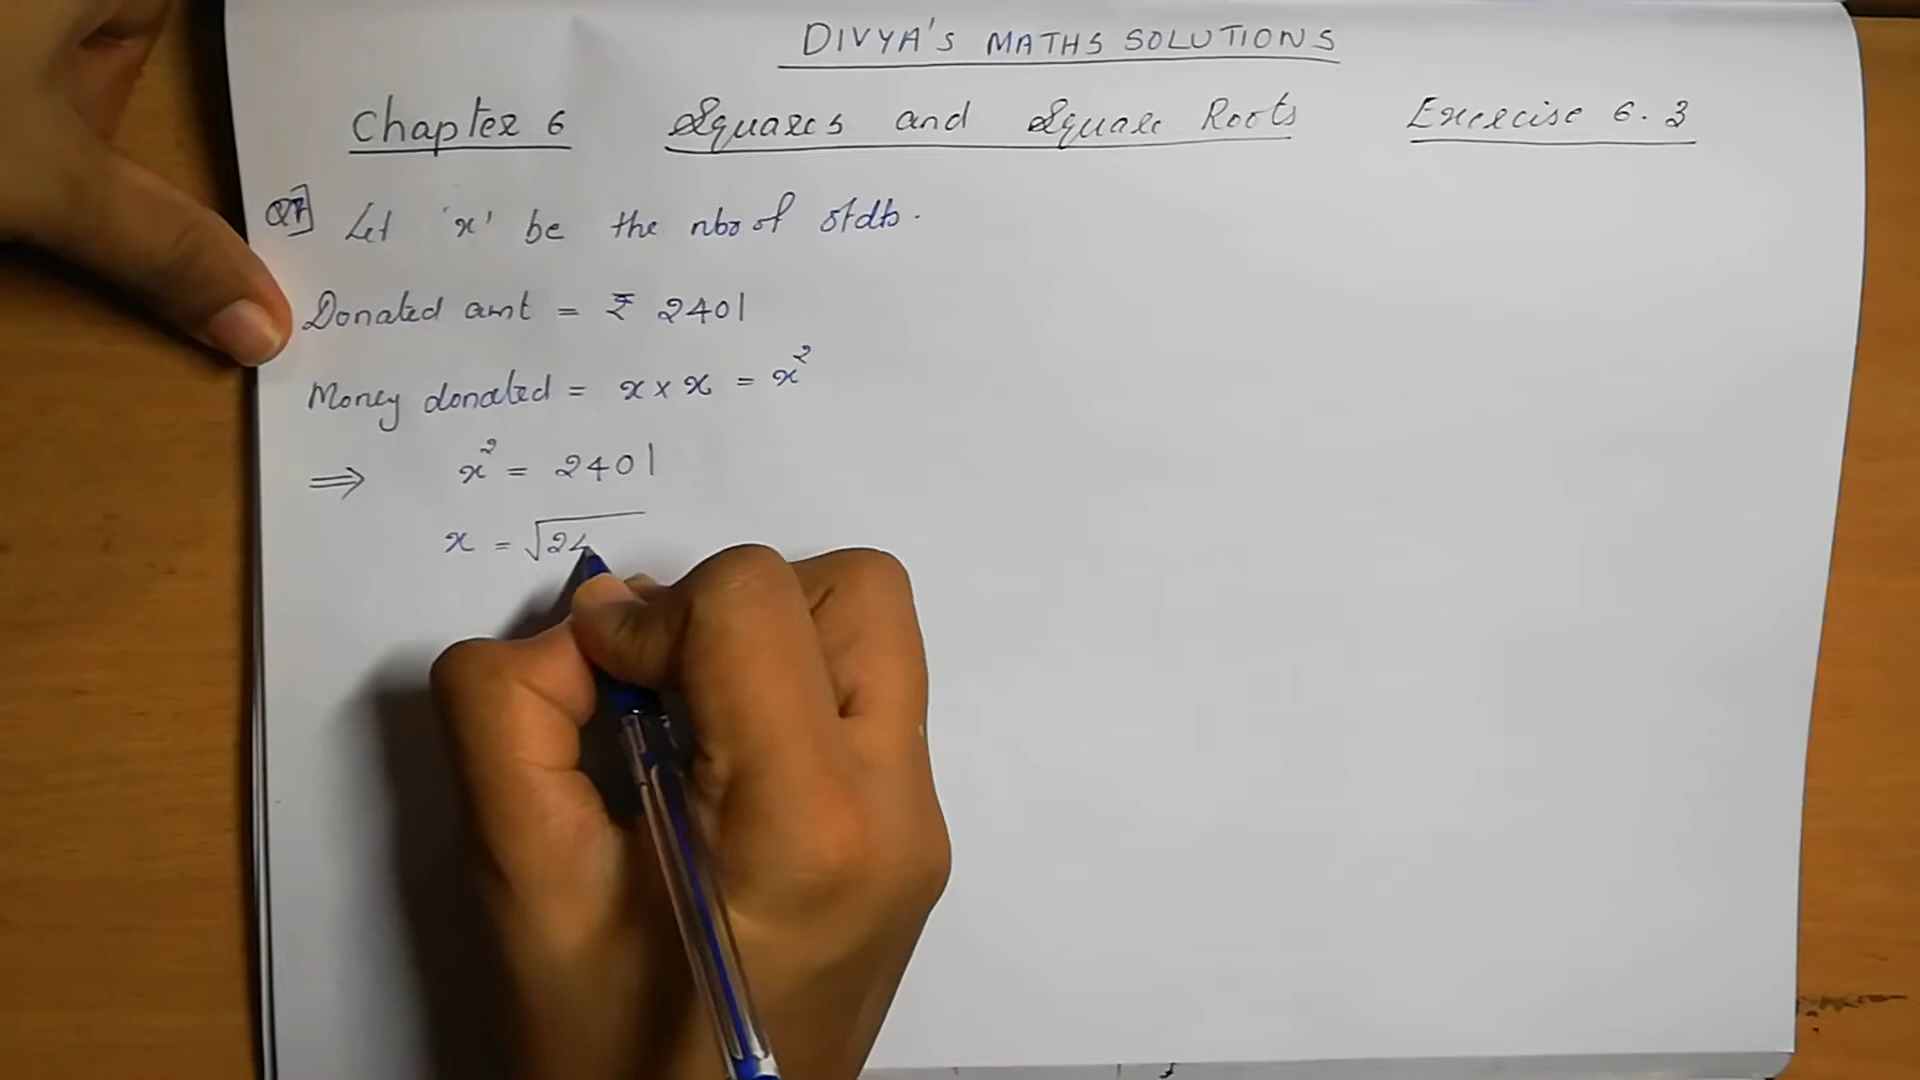 DIVYA'S MATHS SOLUTIONS
Chapter 6 Squares and Square Roots Exercise 6.3
Q7] Let 'x' be the nbr of stdts.
Donated amt = ₹ 2401
Money donated = x × x = x²
⇒ x² = 2401
x = √24